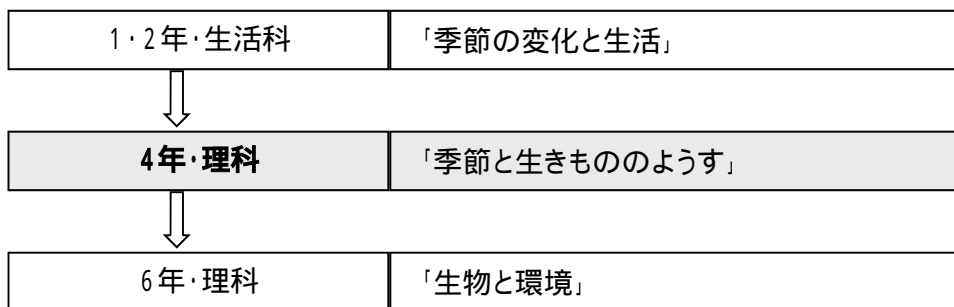 1・2年・生活科 「季節の変化と生活」
4年・理科 「季節と生きもののようす」
6年・理科 「生物と環境」